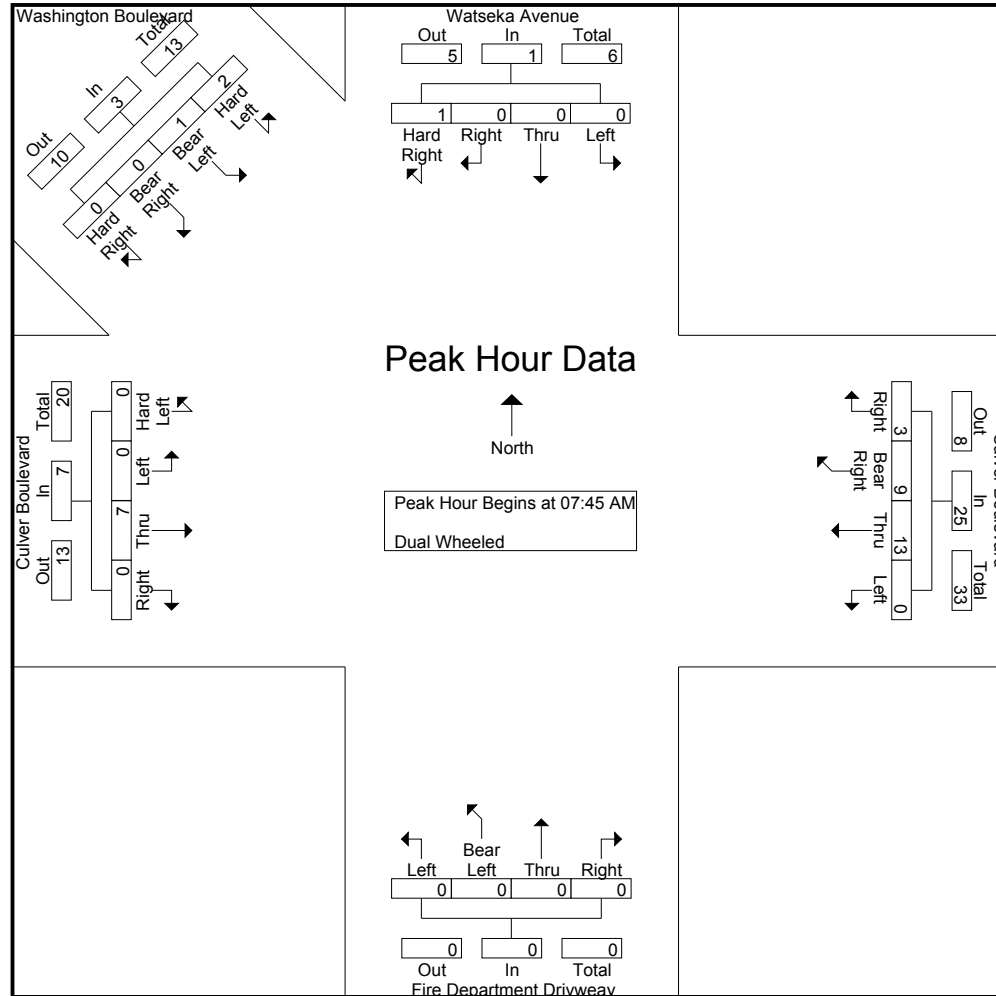 Washington Boulevard
Total
13
In
3
Out
10
2
1
0
0
Hard
Left
Bear
Left
Bear
Right
Hard
Right
Watseka Avenue
Out In Total
5 1 6
1 0 0 0
Hard
Right
Right Thru Left
Peak Hour Data
North
Peak Hour Begins at 07:45 AM
Dual Wheeled
Culver Boulevard
Total In Out
20 7 13
0 0 7 0
Hard
Left
Left Thru Right
Out In Total
8 25 33
3 9 13 0
Right
Bear
Right
Thru Left
Bear
Left Left Thru Right
0 0 0 0
0 0 0
Out In Total
Fire Department Driveway